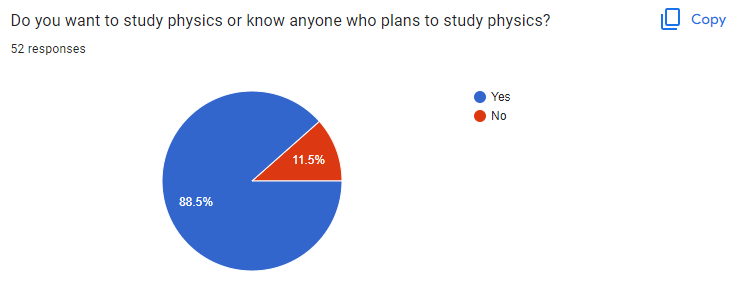 Do you want to study physics or know anyone who plans to study physics?
Copy
52 responses
Yes
No
11.5%
88.5%